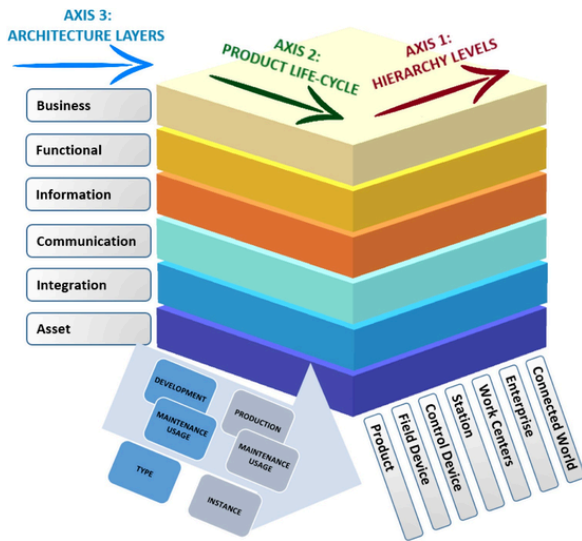 AXIS 3:
ARCHITECTURE LAYERS
AXIS 2:
PRODUCT LIFE-CYCLE
AXIS 1:
HIERARCHY LEVELS
Business
Functional
Information
Communication
Integration
Asset
DEVELOPMENT
MAINTENANCE
USAGE
TYPE
PRODUCTION
MAINTENANCE
USAGE
INSTANCE
Product
Field Device
Control Device
Station
Work Centers
Enterprise
Connected World